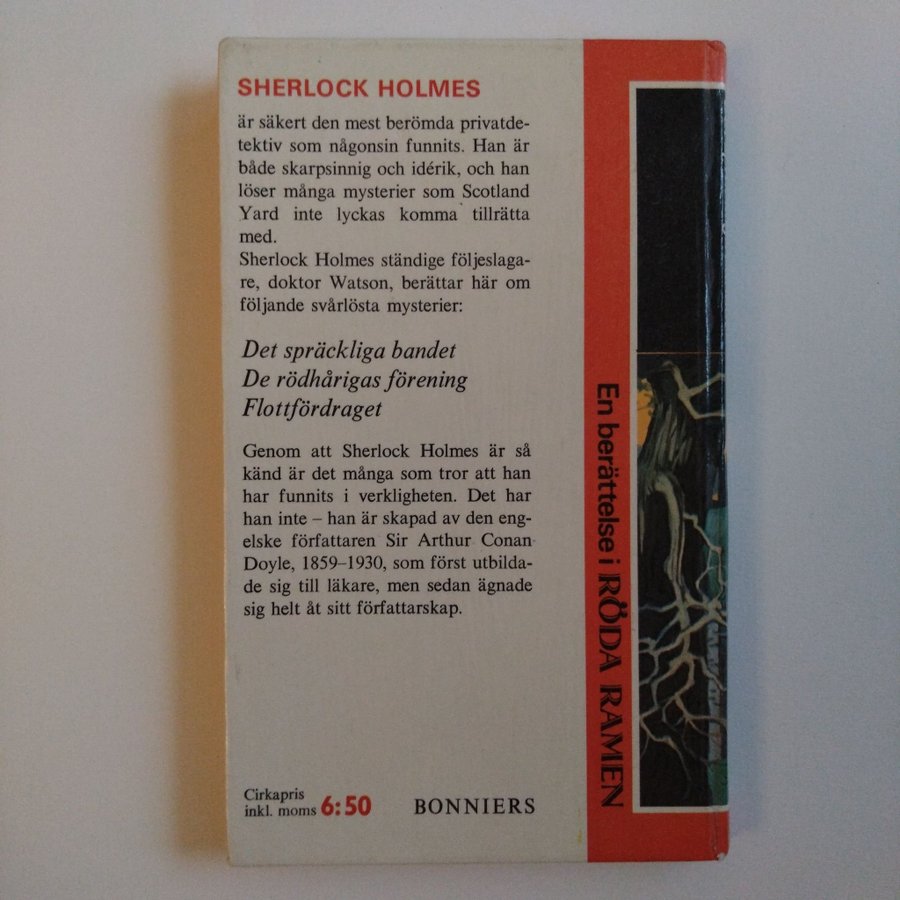 SHERLOCK HOLMES
är säkert den mest berömda privatde-
tektiv som någonsin funnits. Han är
både skarpsinnig och idérik, och han
löser många mysterier som Scotland
Yard inte lyckas komma tillrätta
med.
Sherlock Holmes ständige följeslaga-
re, doktor Watson, berättar här om
följande svårlösta mysterier:
Det spräckliga bandet
De rödhårigas förening
Flottfördraget
Genom att Sherlock Holmes är så
känd är det många som tror att han
har funnits i verkligheten. Det har
han inte – han är skapad av den eng-
elske författaren Sir Arthur Conan
Doyle, 1859–1930, som först utbilda-
de sig till läkare, men sedan ägnade
sig helt åt sitt författarskap.
Cirkapris
inkl. moms 6:50
BONNIERS
En berättelse i RÖDA RAMEN